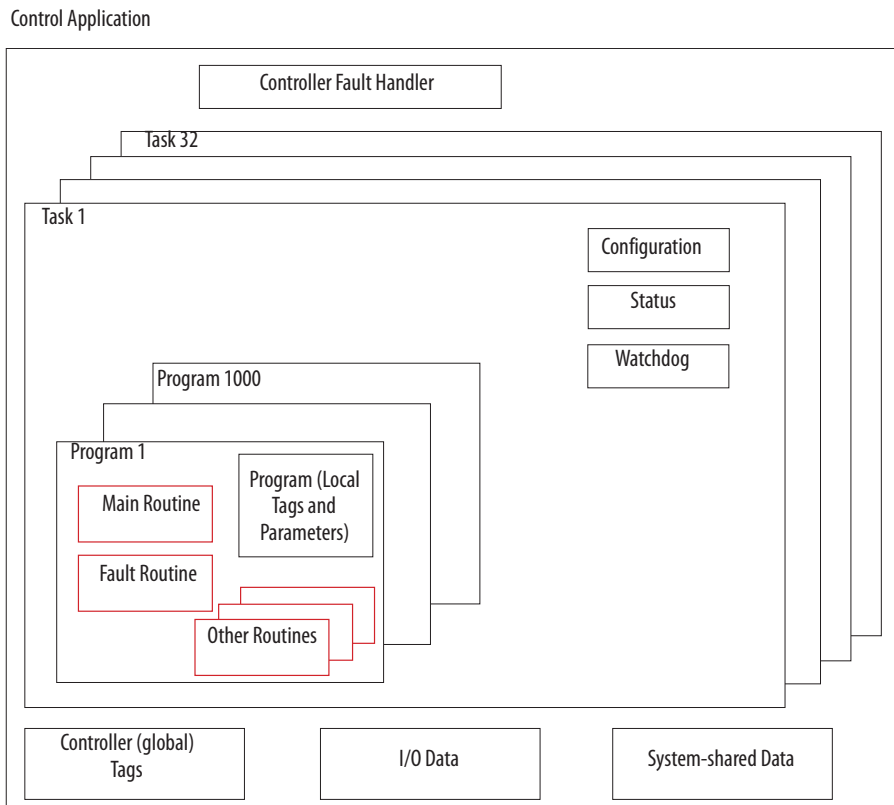 Control Application
Controller Fault Handler
Task 32
Task 1
Configuration
Status
Watchdog
Program 1000
Program 1
Main Routine
Fault Routine
Program (Local
Tags and
Parameters)
Other Routines
Controller (global)
Tags
I/O Data
System-shared Data